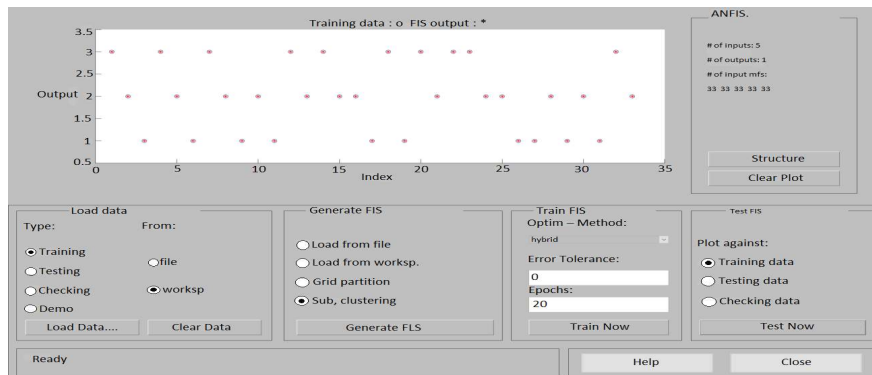 Training data : o FIS output : *
3.5
3
2.5
Output 2
1.5
1
0.5
0 5 10 15 20 25 30 35
Index
ANFIS.
# of inputs: 5
# of outputs: 1
# of input mfs:
33 33 33 33 33
Structure
Clear Plot
Load data
Type: From:
Training
file
Testing
Checking
worksp
Demo
Load Data.... Clear Data
Generate FIS
Load from file
Load from worksp.
Grid partition
Sub, clustering
Generate FLS
Train FIS
Optim – Method:
hybrid
Error Tolerance:
0
Epochs:
20
Train Now
Test FIS
Plot against:
Training data
Testing data
Checking data
Test Now
Ready
Help Close